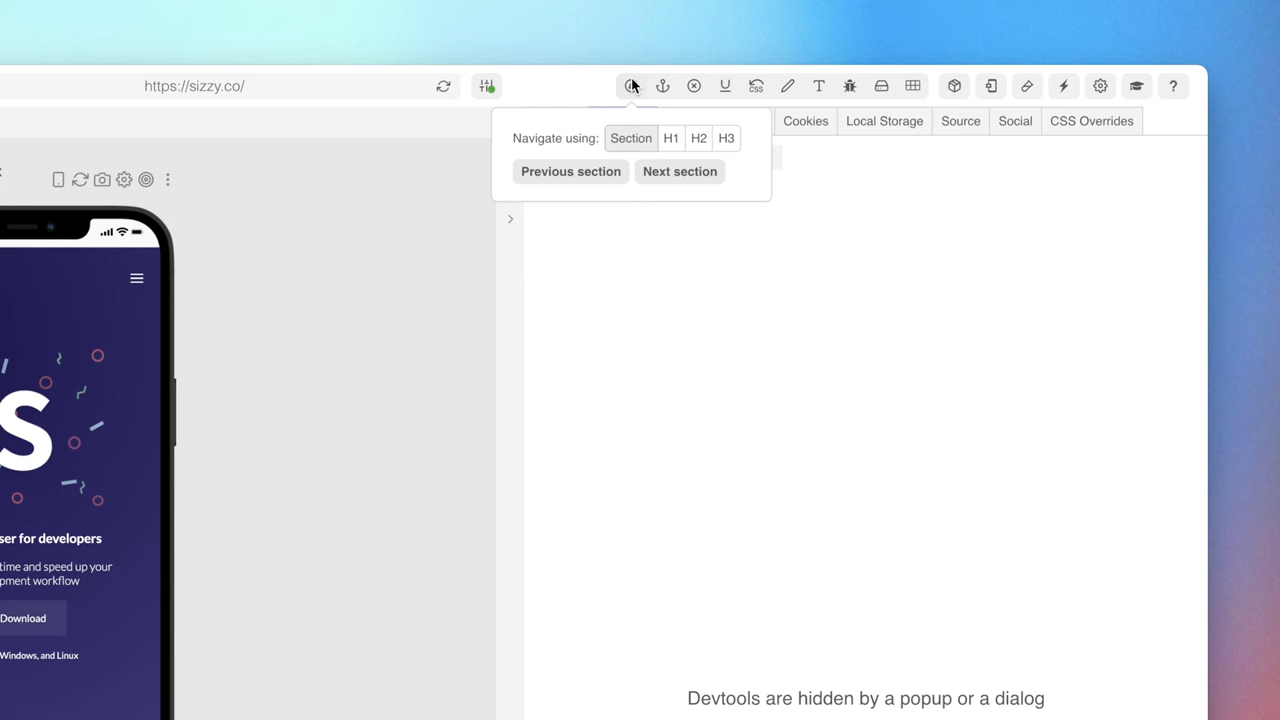 https://sizzy.co/
CSS
?
Navigate using: Section H1 H2 H3
Previous section Next section
Cookies Local Storage Source Social CSS Overrides
S
ser for developers
time and speed up your
pment workflow
Download
Windows, and Linux
Devtools are hidden by a popup or a dialog